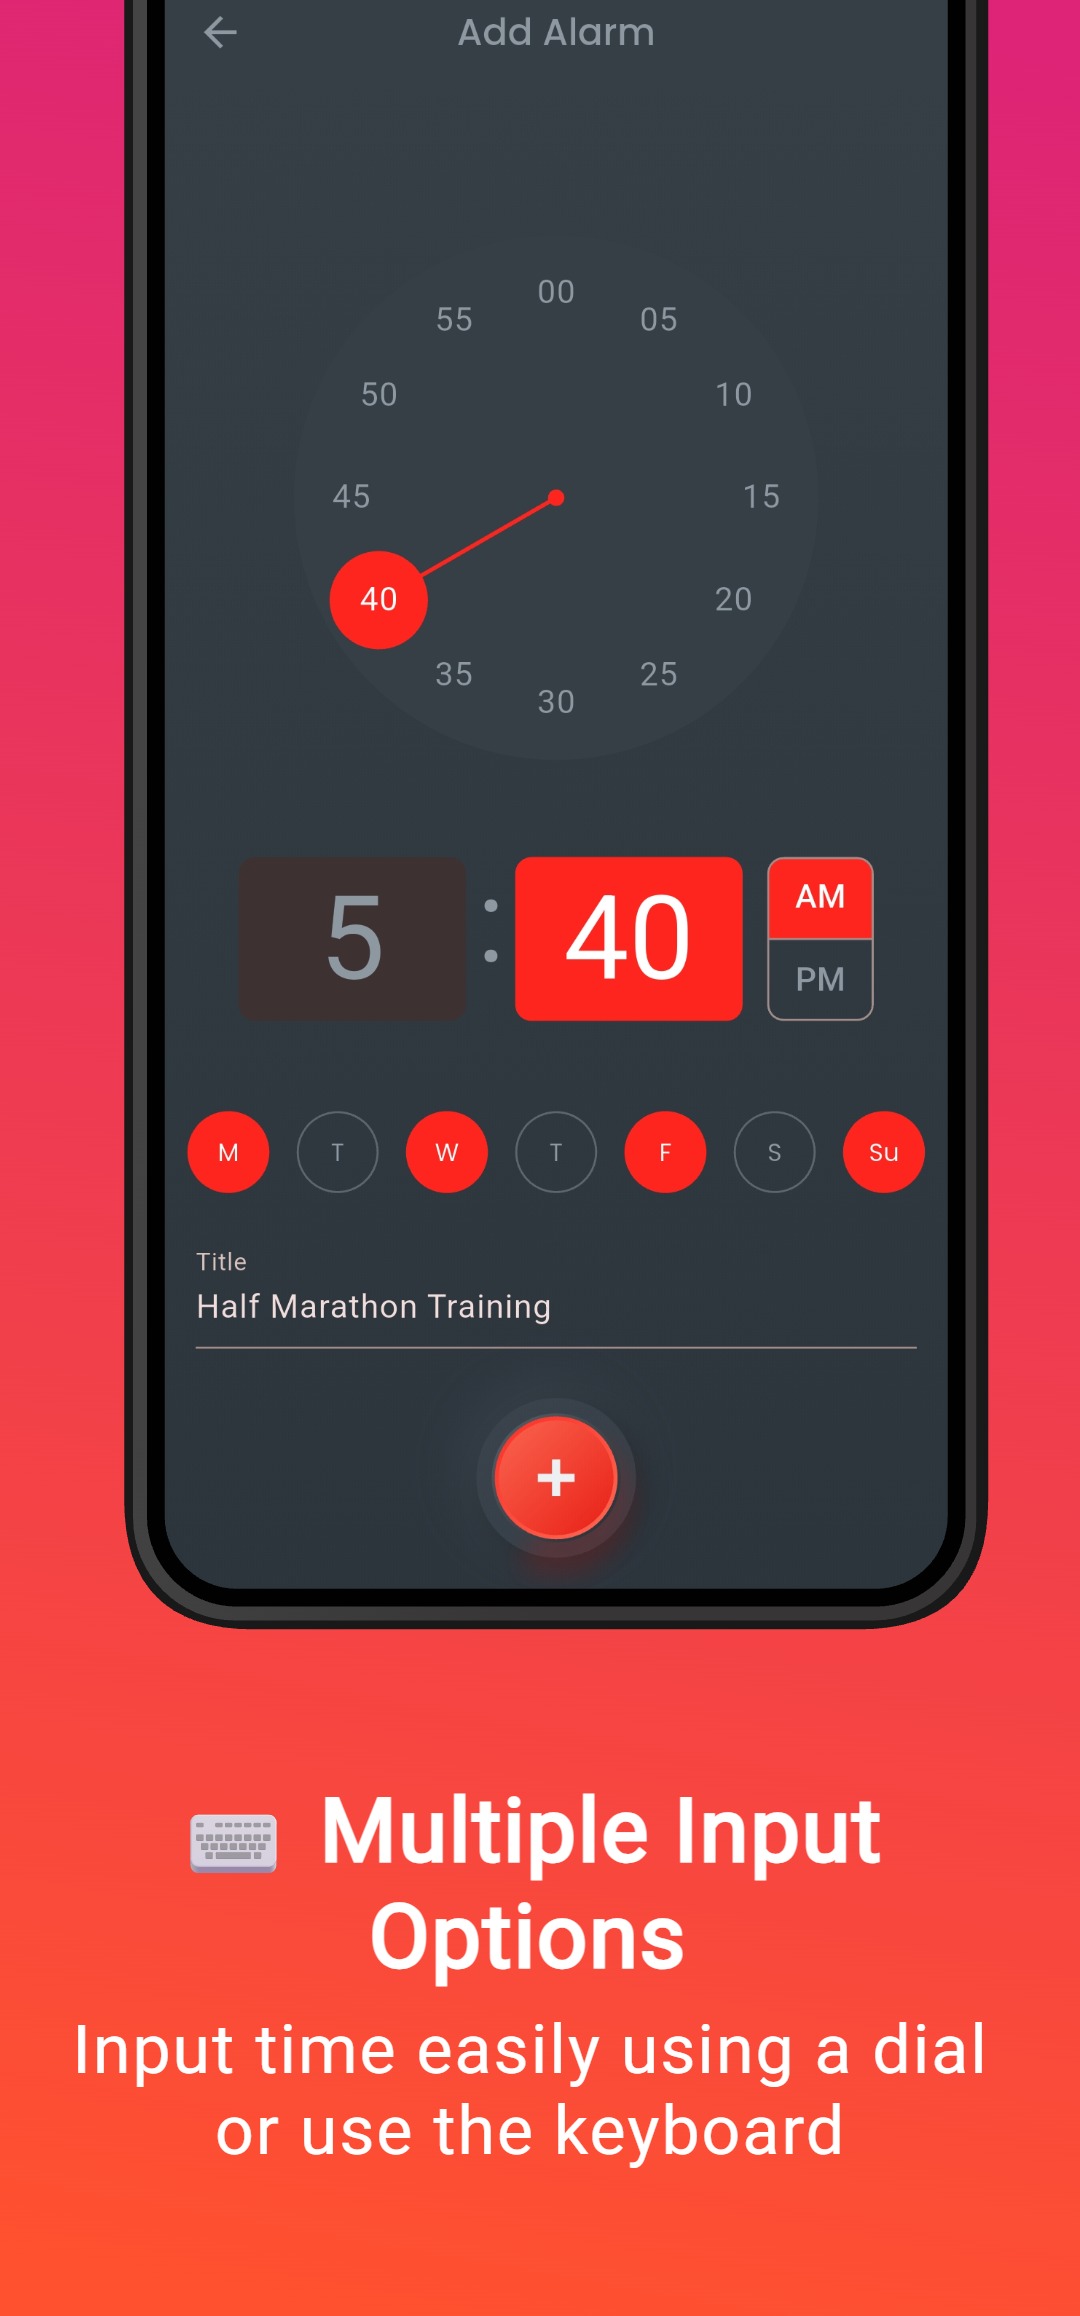 Add Alarm
00
55
05
50
10
45
15
40
20
35
25
30
5 : 40
AM
PM
M T W T F S Su
Title
Half Marathon Training
+
Multiple Input
Options
Input time easily using a dial
or use the keyboard